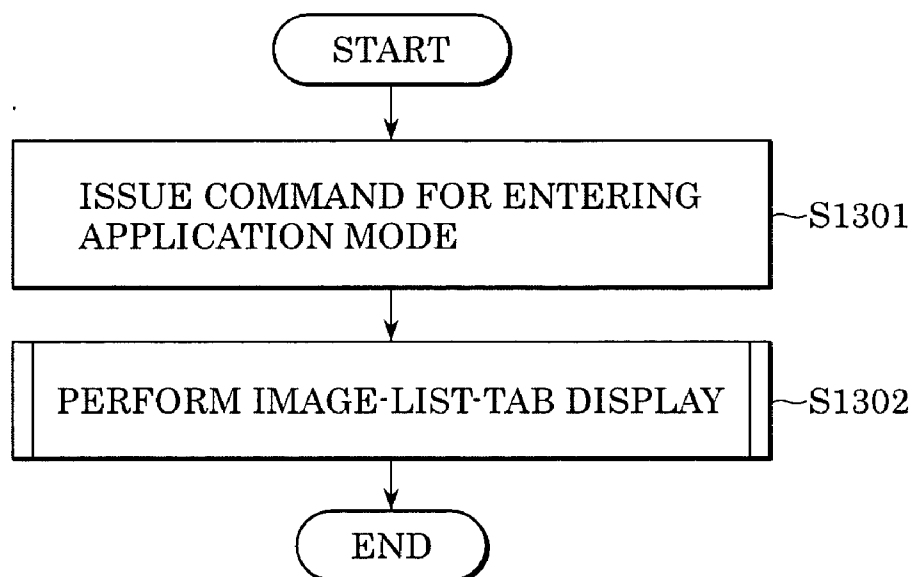 START
ISSUE COMMAND FOR ENTERING
APPLICATION MODE
S1301
PERFORM IMAGE-LIST-TAB DISPLAY
S1302
END